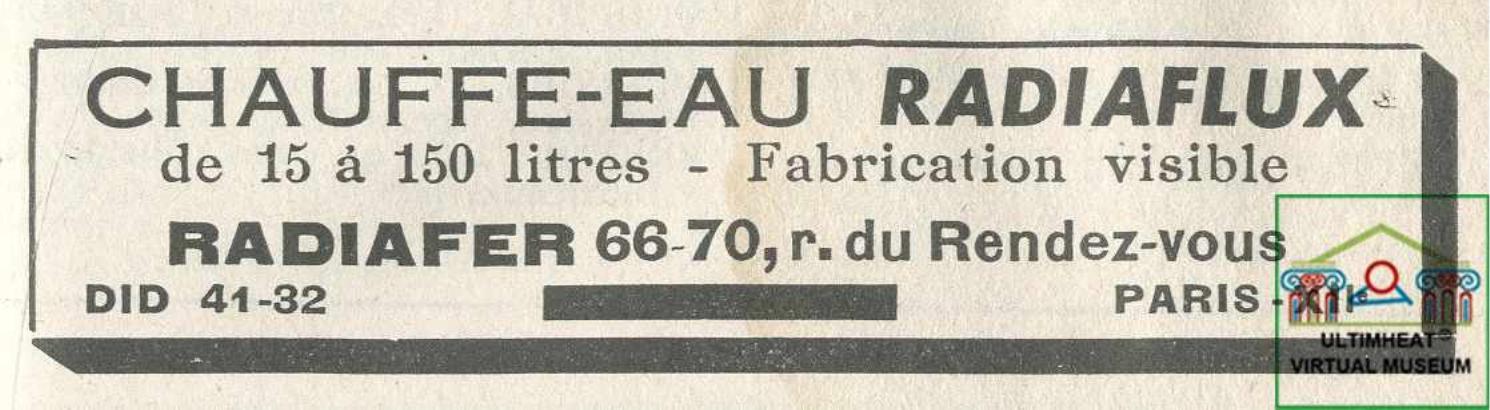 CHAUFFE-EAU RADIAFLUX
de 15 à 150 litres - Fabrication visible
RADIAFER 66-70, r. du Rendez-vous
DID 41-32
PARIS -
ULTIMHEAT®
VIRTUAL MUSEUM